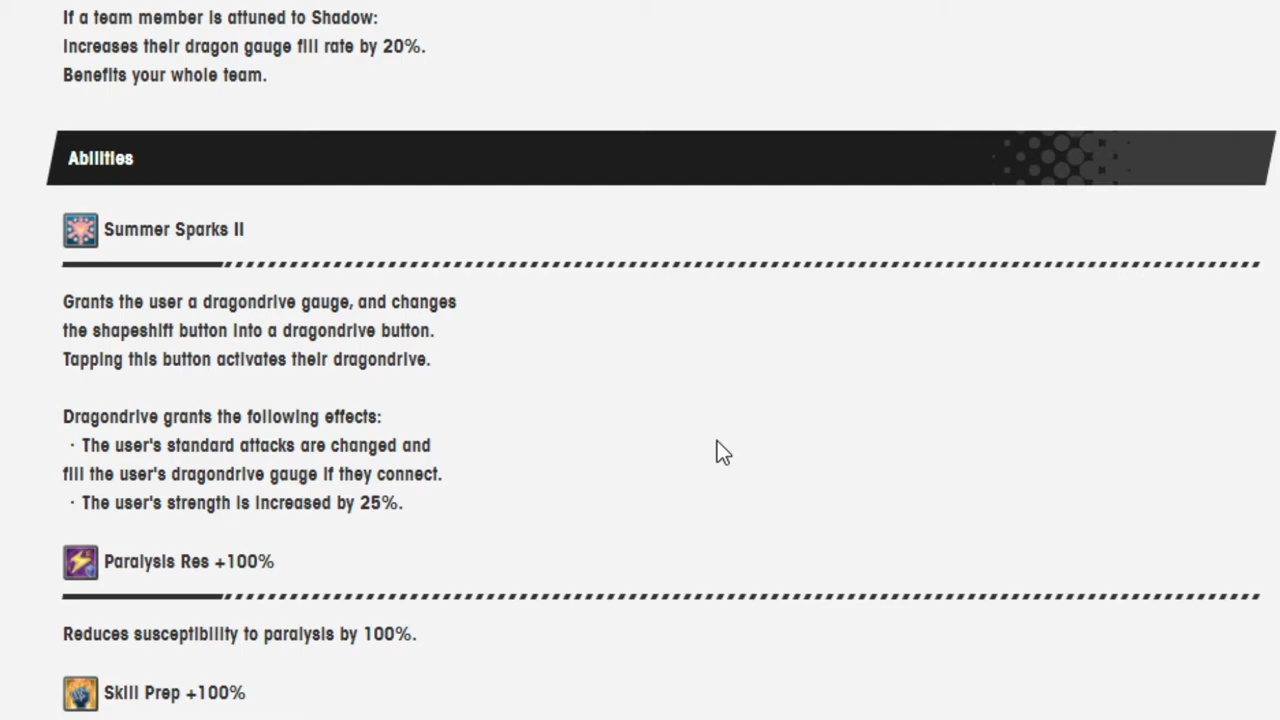 If a team member is attuned to Shadow:
Increases their dragon gauge fill rate by 20%.
Benefits your whole team.
Abilities
Summer Sparks II
Grants the user a dragondrive gauge, and changes
the shapeshift button into a dragondrive button.
Tapping this button activates their dragondrive.
Dragondrive grants the following effects:
· The user's standard attacks are changed and
fill the user's dragondrive gauge if they connect.
· The user's strength is increased by 25%.
Paralysis Res +100%
Reduces susceptibility to paralysis by 100%.
Skill Prep +100%